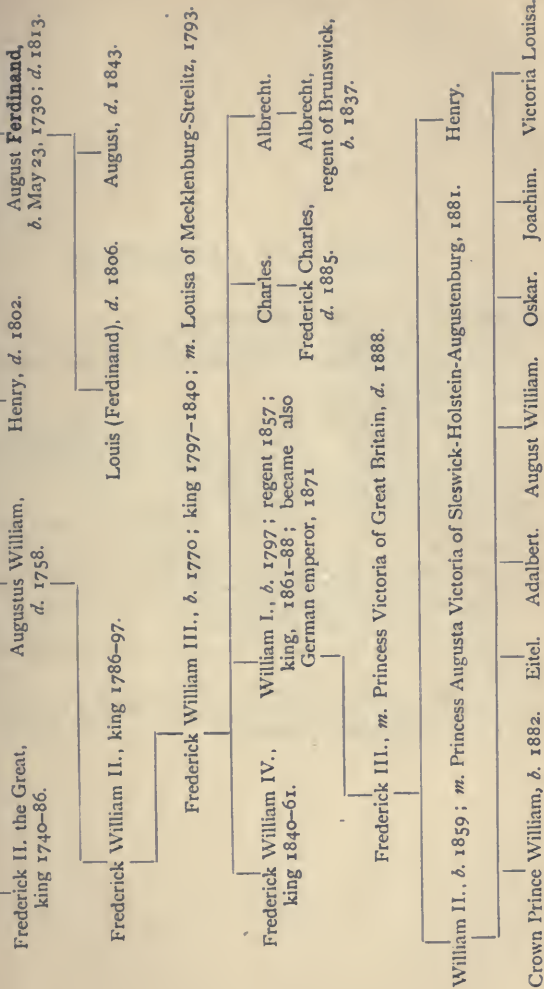 Frederick II. the Great,
king 1740–86.
Augustus William,
d. 1758.
Henry, d. 1802.
August Ferdinand,
b. May 23, 1730; d. 1813.
Frederick William II., king 1786–97.
Louis (Ferdinand), d. 1806.
August, d. 1843.
Frederick William III., b. 1770; king 1797–1840; m. Louisa of Mecklenburg-Strelitz, 1793.
Frederick William IV.,
king 1840–61.
William I., b. 1797; regent 1857;
king, 1861–88; became also
German emperor, 1871
Charles.
Frederick Charles,
d. 1885.
Albrecht.
Albrecht,
regent of Brunswick,
b. 1837.
Frederick III., m. Princess Victoria of Great Britain, d. 1888.
William II., b. 1859; m. Princess Augusta Victoria of Sleswick-Holstein-Augustenburg, 1881.
Henry.
Crown Prince William, b. 1882. Eitel. Adalbert. August William. Oskar. Joachim. Victoria Louisa.